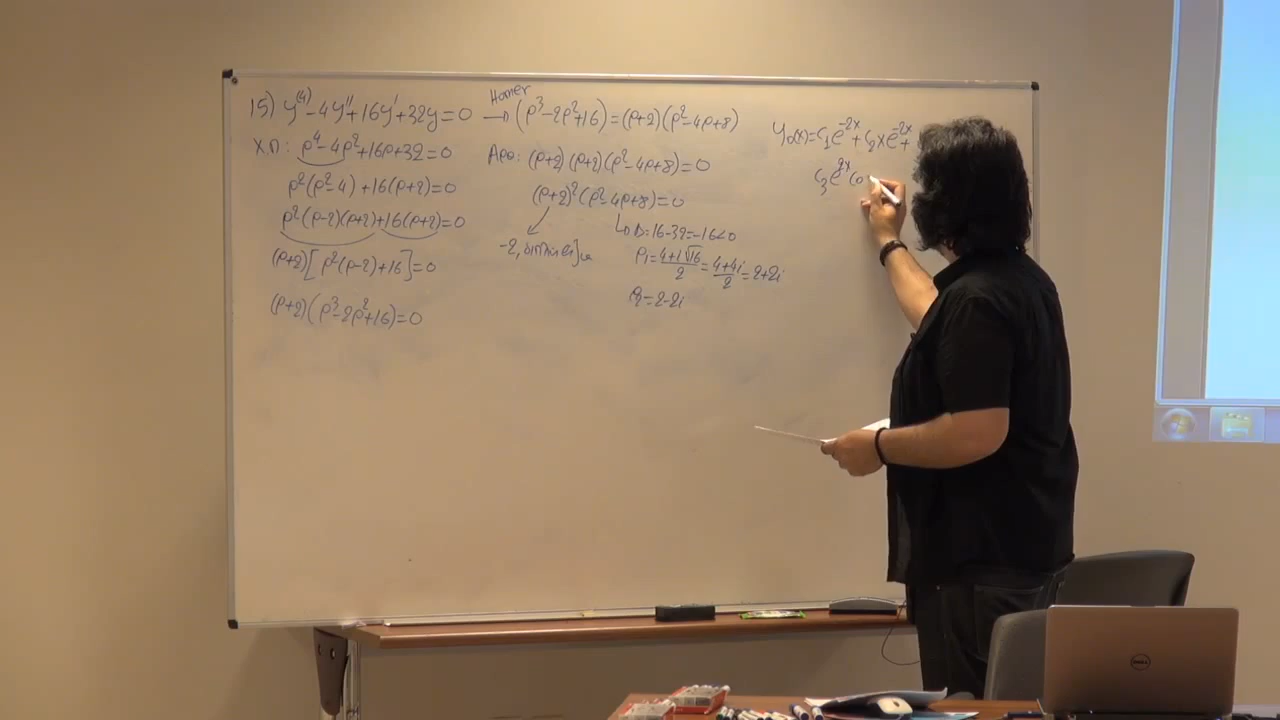 15) y⁽⁴⁾-4y''+16y'+32y=0
Χ.Π: ρ⁴-4ρ²+16ρ+32=0
ρ²(ρ²-4)+16(ρ+2)=0
ρ²(ρ-2)(ρ+2)+16(ρ+2)=0
(ρ+2)[ρ²(ρ-2)+16]=0
(ρ+2)(ρ³-2ρ²+16)=0
Horner
→(ρ³-2ρ²+16)=(ρ+2)(ρ²-4ρ+8)
Άρα: (ρ+2)(ρ+2)(ρ²-4ρ+8)=0
(ρ+2)²(ρ²-4ρ+8)=0
-2, διπλή ρίζα
Δ=16-32=-16<0
ρ₁=(4+i√16)/2=(4+4i)/2=2+2i
ρ₂=2-2i
y₀(x)=c₁e⁻²ˣ+c₂xe⁻²ˣ+
c₃e²ˣco
DELL